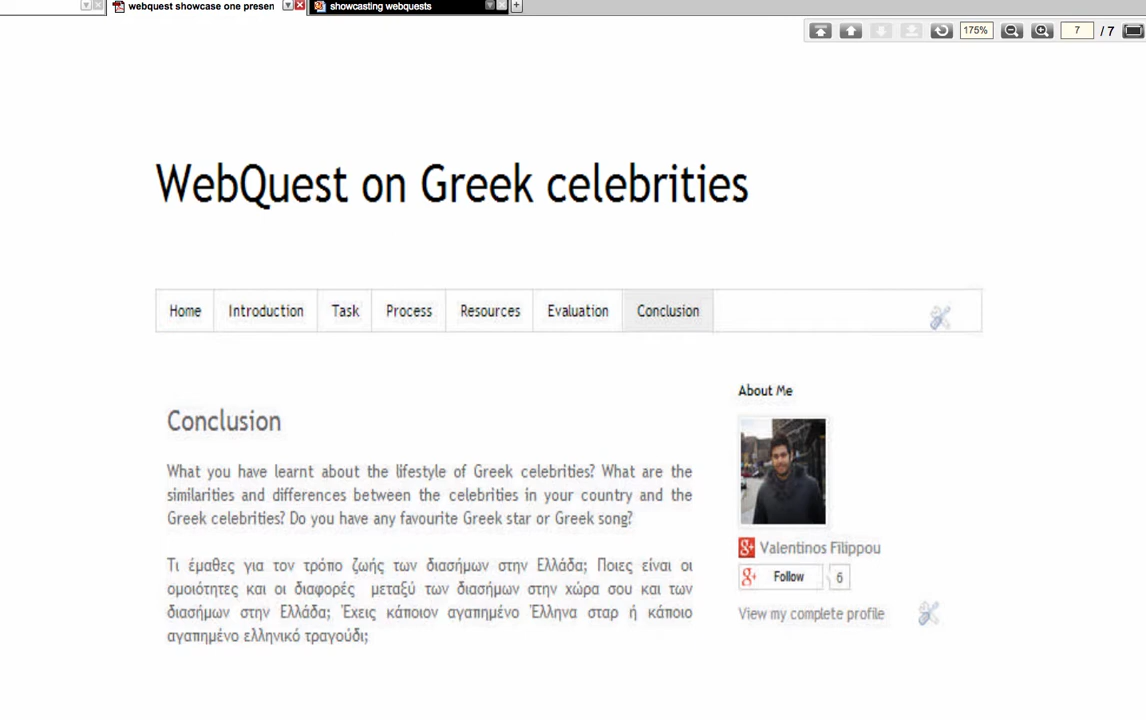 webquest showcase one presen
showcasing webquests
175%
7
/ 7
WebQuest on Greek celebrities
Home
Introduction
Task
Process
Resources
Evaluation
Conclusion
Conclusion
What you have learnt about the lifestyle of Greek celebrities? What are the
similarities and differences between the celebrities in your country and the
Greek celebrities? Do you have any favourite Greek star or Greek song?
Τι έμαθες για τον τρόπο ζωής των διασήμων στην Ελλάδα; Ποιες είναι οι
ομοιότητες και οι διαφορές μεταξύ των διασήμων στην χώρα σου και των
διασήμων στην Ελλάδα; Έχεις κάποιον αγαπημένο Έλληνα σταρ ή κάποιο
αγαπημένο ελληνικό τραγούδι;
About Me
Valentinos Filippou
Follow
6
View my complete profile